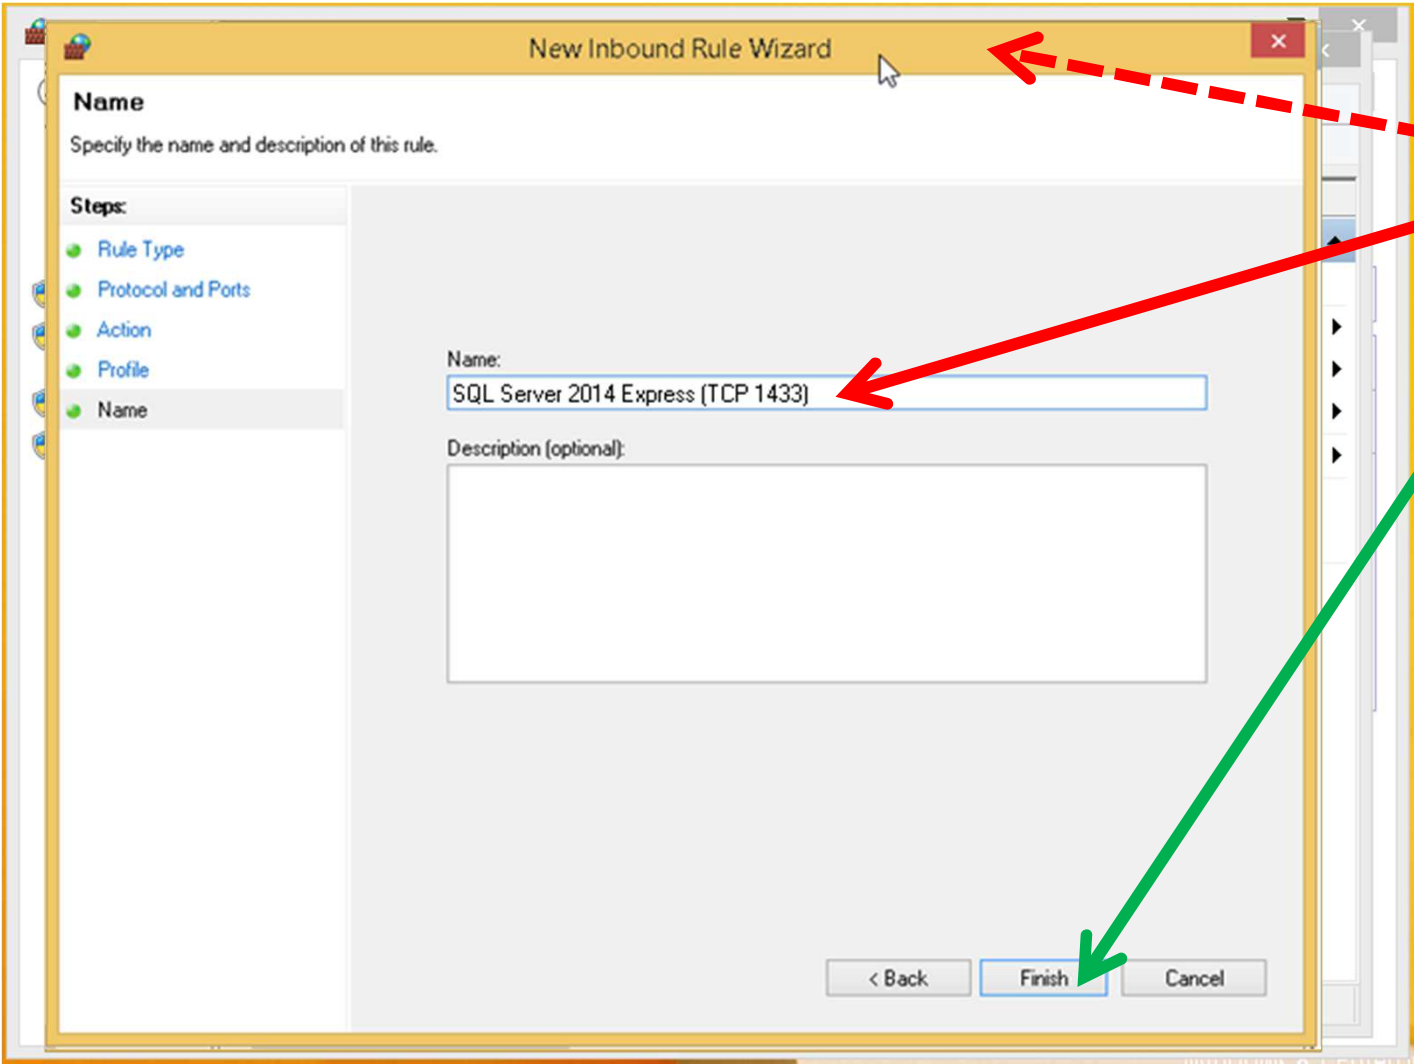 New Inbound Rule Wizard
Name
Specify the name and description of this rule.
Steps:
Rule Type
Protocol and Ports
Action
Profile
Name
Name:
SQL Server 2014 Express (TCP 1433)
Description (optional):
< Back
Finish
Cancel